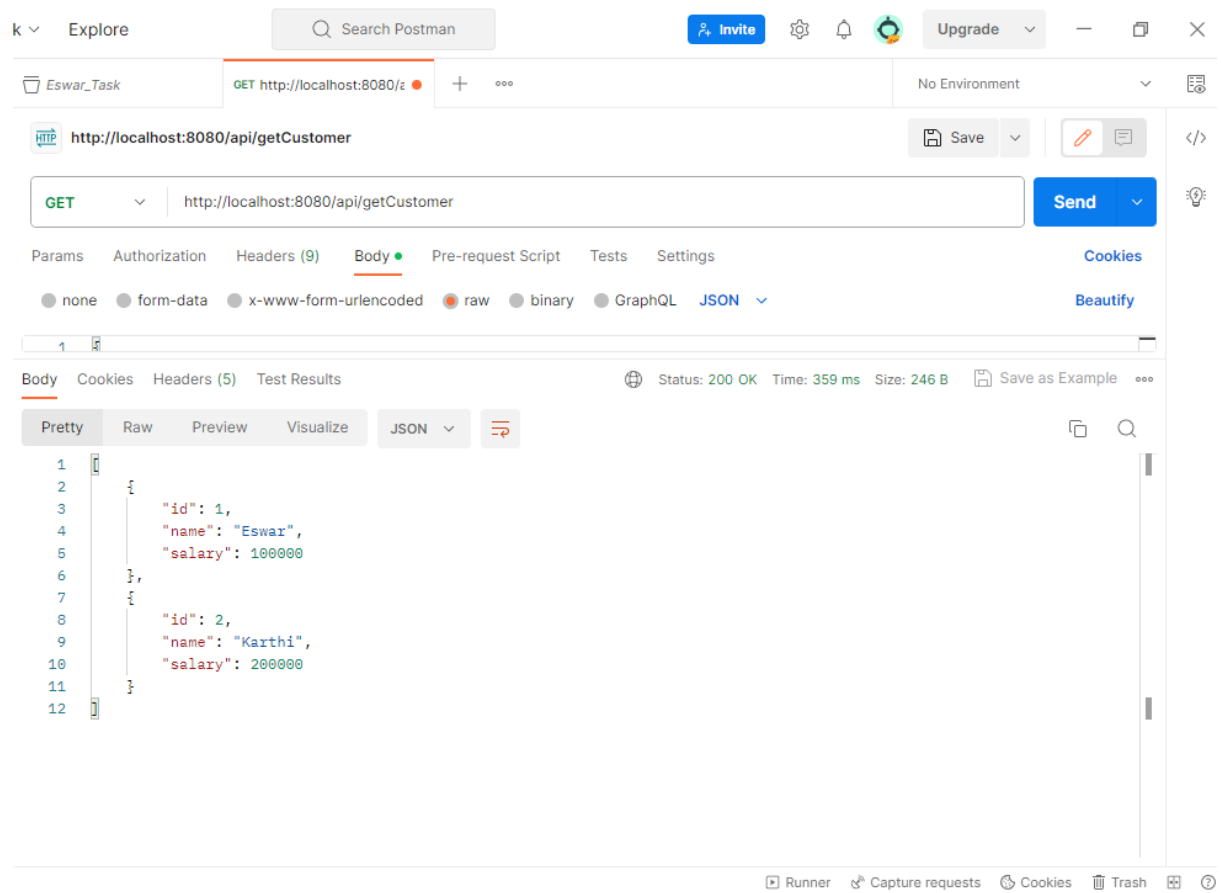 k Explore Search Postman Invite Upgrade
Eswar_Task GET http://localhost:8080/a No Environment
HTTP http://localhost:8080/api/getCustomer Save </>
GET http://localhost:8080/api/getCustomer Send
Params Authorization Headers (9) Body Pre-request Script Tests Settings Cookies
none form-data x-www-form-urlencoded raw binary GraphQL JSON Beautify
1 {
Body Cookies Headers (5) Test Results Status: 200 OK Time: 359 ms Size: 246 B Save as Example
Pretty Raw Preview Visualize JSON
1 [
2 {
3 "id": 1,
4 "name": "Eswar",
5 "salary": 100000
6 },
7 {
8 "id": 2,
9 "name": "Karthi",
10 "salary": 200000
11 }
12 ]
Runner Capture requests Cookies Trash